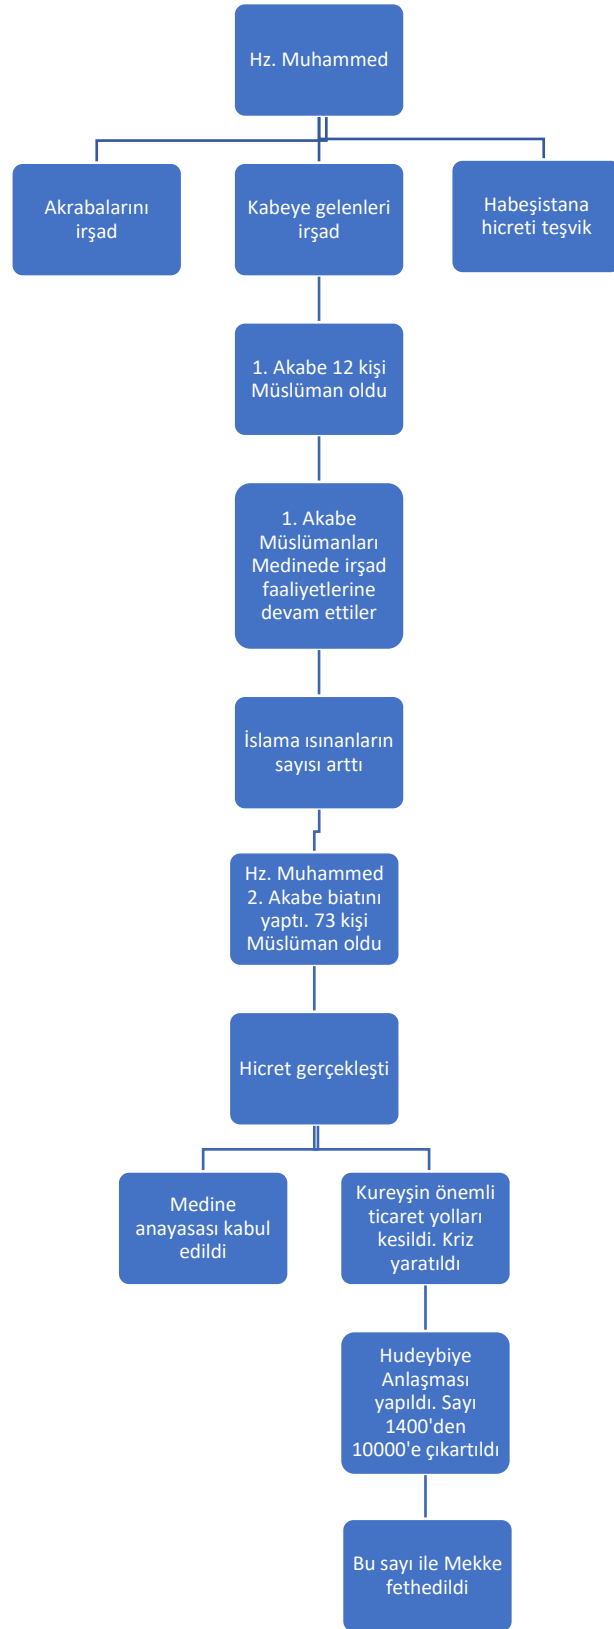 Hz. Muhammed
Akrabalarını
irşad
Kabeye gelenleri
irşad
Habeşistana
hicreti teşvik
1. Akabe 12 kişi
Müslüman oldu
1. Akabe
Müslümanları
Medinede irşad
faaliyetlerine
devam ettiler
İslama ısınanların
sayısı arttı
Hz. Muhammed
2. Akabe biatını
yaptı. 73 kişi
Müslüman oldu
Hicret gerçekleşti
Medine
anayasası kabul
edildi
Kureyşin önemli
ticaret yolları
kesildi. Kriz
yaratıldı
Hudeybiye
Anlaşması
yapıldı. Sayı
1400'den
10000'e çıkartıldı
Bu sayı ile Mekke
fethedildi